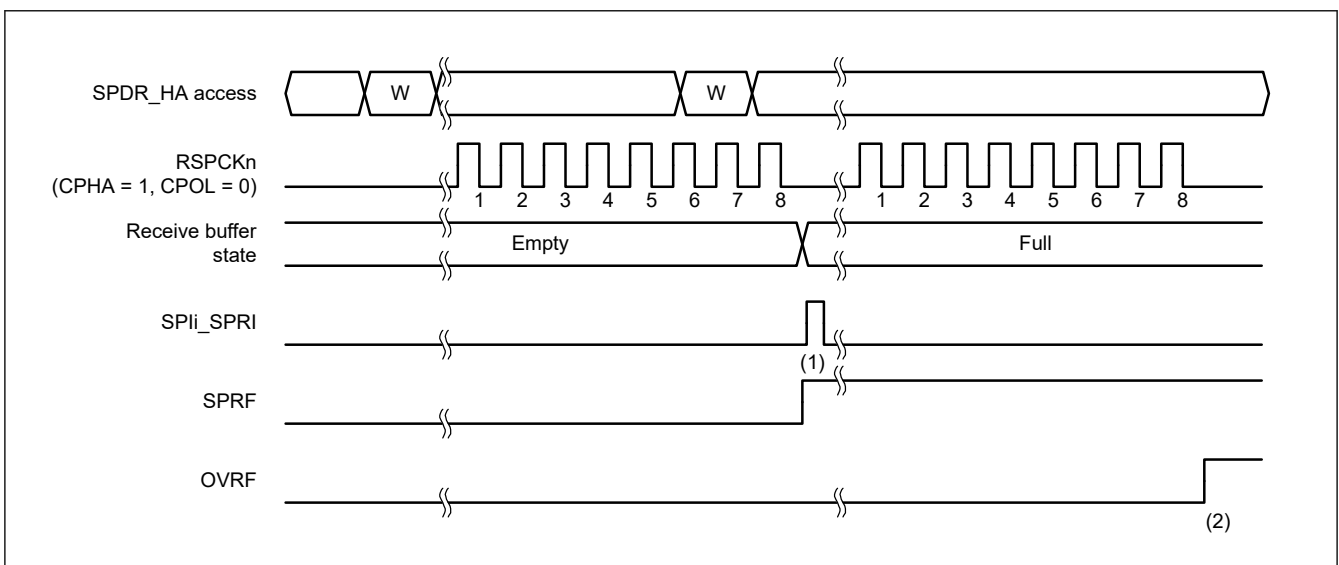 SPDR_HA access
W
W
RSPCKn
(CPHA = 1, CPOL = 0)
1 2 3 4 5 6 7 8 1 2 3 4 5 6 7 8
Receive buffer
state
Empty
Full
SPIi_SPRI
(1)
SPRF
OVRF
(2)